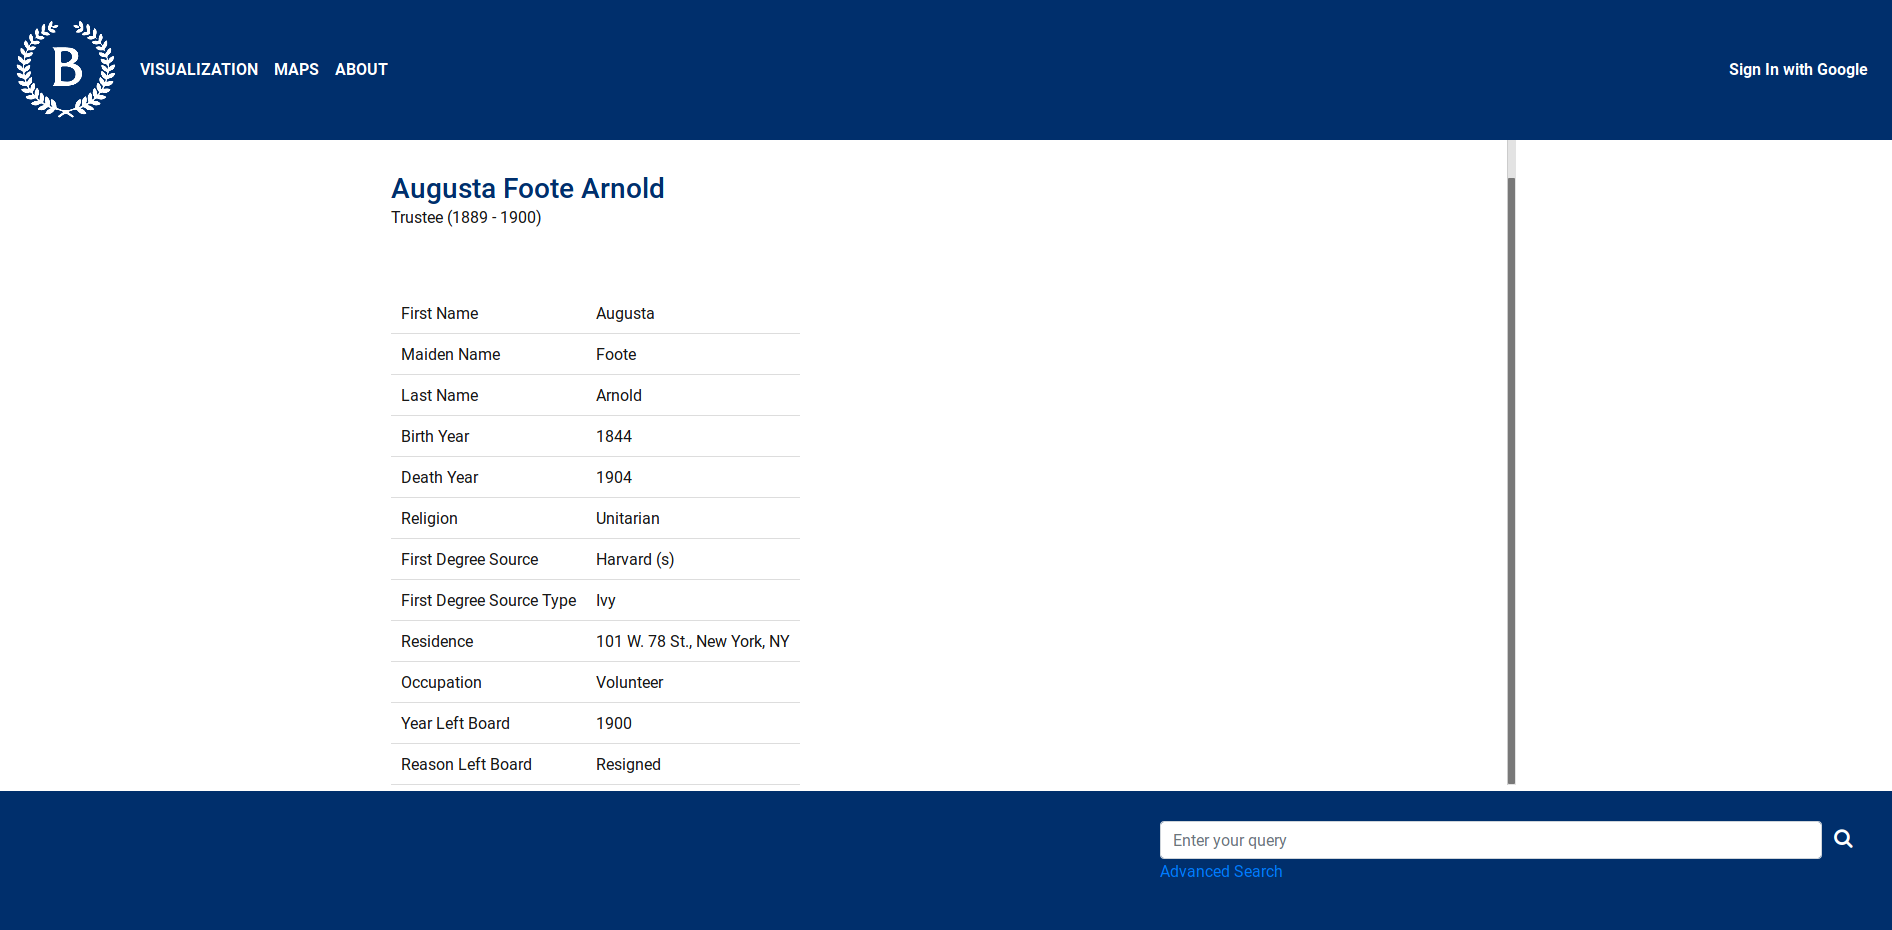 B
VISUALIZATION MAPS ABOUT Sign In with Google
Augusta Foote Arnold
Trustee (1889 - 1900)
First Name Augusta
Maiden Name Foote
Last Name Arnold
Birth Year 1844
Death Year 1904
Religion Unitarian
First Degree Source Harvard (s)
First Degree Source Type Ivy
Residence 101 W. 78 St., New York, NY
Occupation Volunteer
Year Left Board 1900
Reason Left Board Resigned
Enter your query
Advanced Search